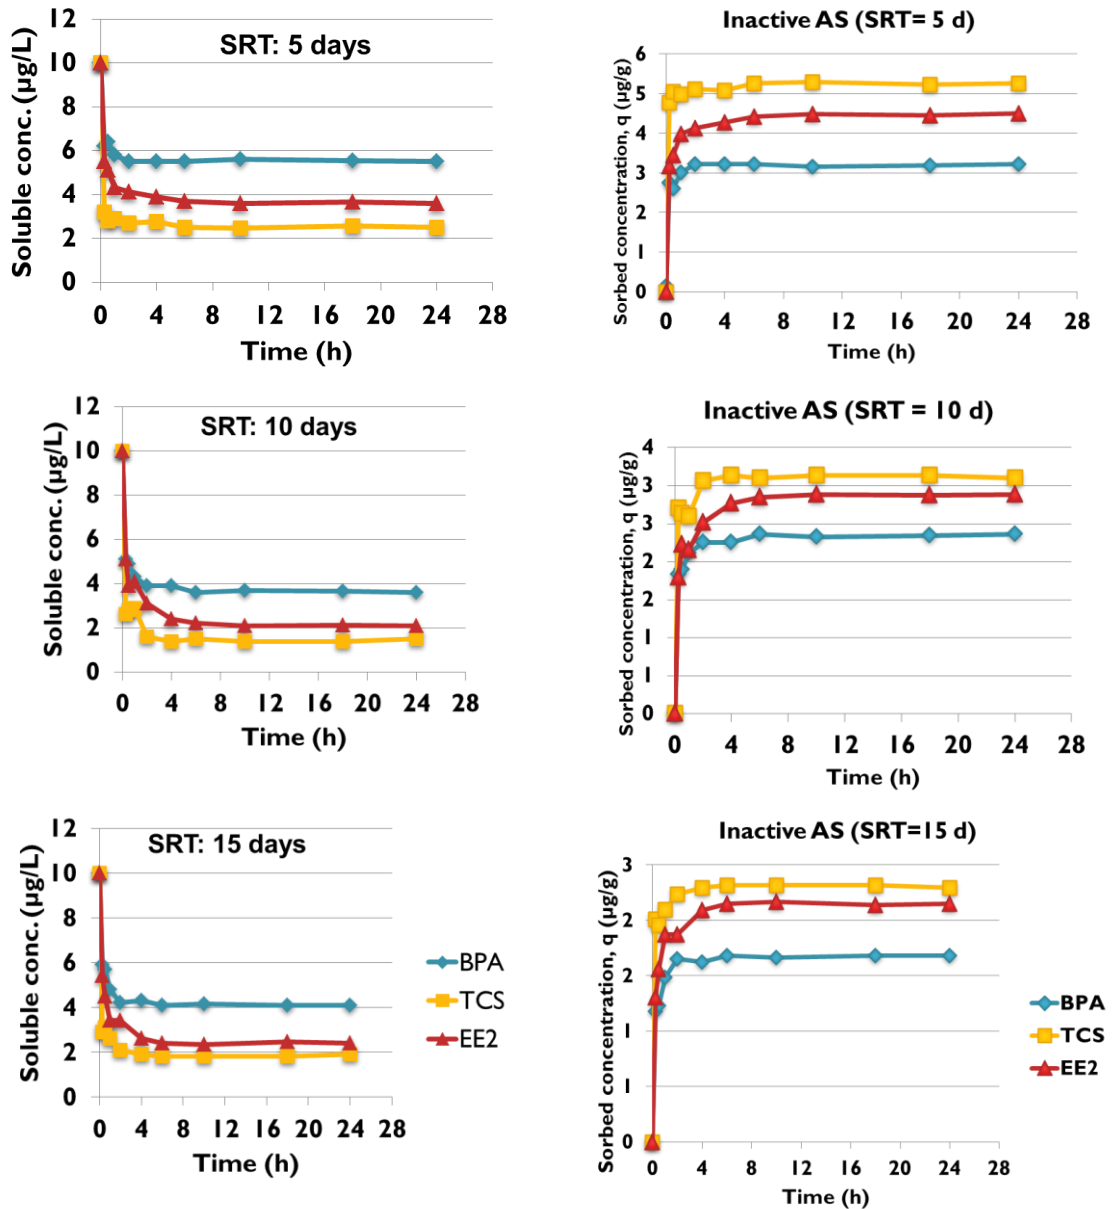 SRT: 5 days
Soluble conc. (µg/L)
12
10
8
6
4
2
0
0 4 8 12 16 20 24 28
Time (h)
Inactive AS (SRT= 5 d)
Sorbed concentration, q (µg/g)
6
5
4
3
2
1
0
0 4 8 12 16 20 24 28
Time (h)
SRT: 10 days
Soluble conc. (µg/L)
12
10
8
6
4
2
0
0 4 8 12 16 20 24 28
Time (h)
Inactive AS (SRT = 10 d)
Sorbed concentration, q (µg/g)
4
3
3
2
2
1
1
0
0 4 8 12 16 20 24 28
Time (h)
SRT: 15 days
Soluble conc. (µg/L)
12
10
8
6
4
2
0
0 4 8 12 16 20 24 28
Time (h)
BPA
TCS
EE2
Inactive AS (SRT=15 d)
Sorbed concentration, q (µg/g)
3
2
2
1
1
0
0 4 8 12 16 20 24 28
Time (h)
BPA
TCS
EE2